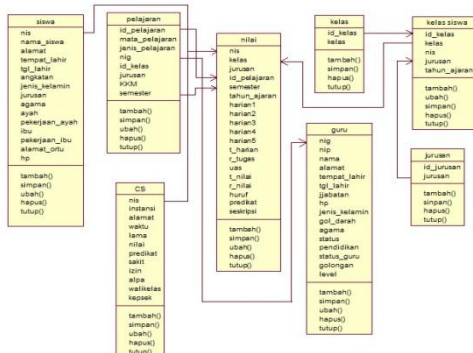 siswa
nis
nama_siswa
alamat
tempat_lahir
tgl_lahir
angkatan
jenis_kelamin
jurusan
agama
ayah
pekerjaan_ayah
ibu
pekerjaan_ibu
alamat_ortu
hp
tambah()
simpan()
ubah()
hapus()
tutup()
pelajaran
id_pelajaran
mata_pelajaran
jenis_pelajaran
nig
id_kelas
jurusan
KKM
semester
tambah()
simpan()
ubah()
hapus()
tutup()
CS
nis
instansi
alamat
waktu
lama
nilai
predikat
sakit
izin
alpa
walikelas
kepsek
tambah()
simpan()
ubah()
hapus()
tutup()
nilai
nis
kelas
jurusan
id_pelajaran
semester
tahun_ajaran
harian1
harian2
harian3
harian4
harian5
t_harian
r_tugas
uas
t_nilai
r_nilai
huruf
predikat
seskripsi
tambah()
simpan()
ubah()
hapus()
tutup()
kelas
id_kelas
kelas
tambah()
simpan()
hapus()
tutup()
guru
nig
nip
nama
alamat
tempat_lahir
tgl_lahir
jjabatan
hp
jenis_kelamin
gol_darah
agama
status
pendidikan
status_guru
golongan
level
tambah()
simpan()
ubah()
hapus()
tutup()
kelas siswa
id_kelas
kelas
nis
jurusan
tahun_ajaran
tambah()
ubah()
simpan()
hapus()
tutup()
jurusan
id_jurusan
jurusan
tambah()
sinpan()
hapus()
tutup()